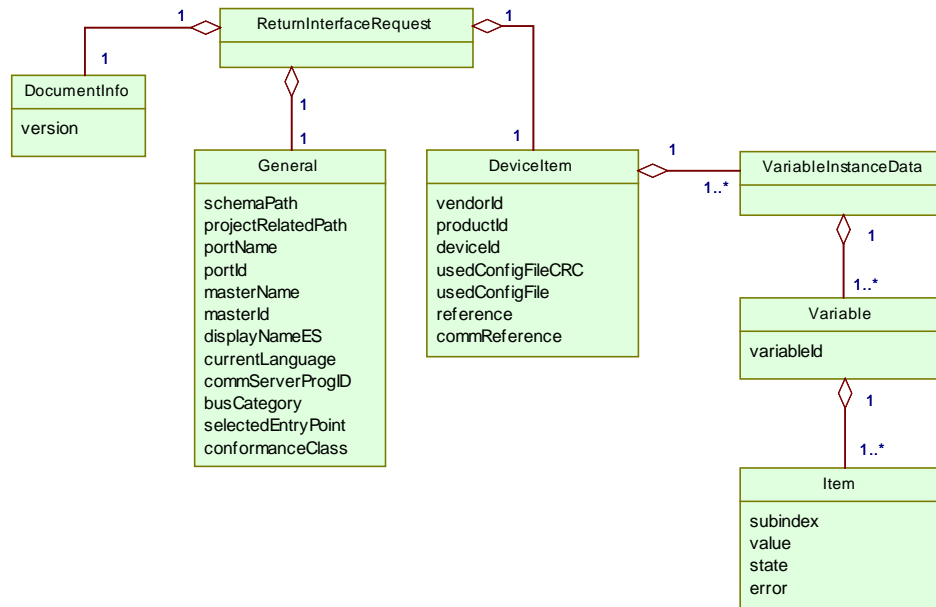 ReturnInterfaceRequest
1
1
DocumentInfo
version
1
1
General
schemaPath
projectRelatedPath
portName
portId
masterName
masterId
displayNameES
currentLanguage
commServerProgID
busCategory
selectedEntryPoint
conformanceClass
1
1
DeviceItem
vendorId
productId
deviceId
usedConfigFileCRC
usedConfigFile
reference
commReference
1
1..*
VariableInstanceData
1
1..*
Variable
variableId
1
1..*
Item
subindex
value
state
error